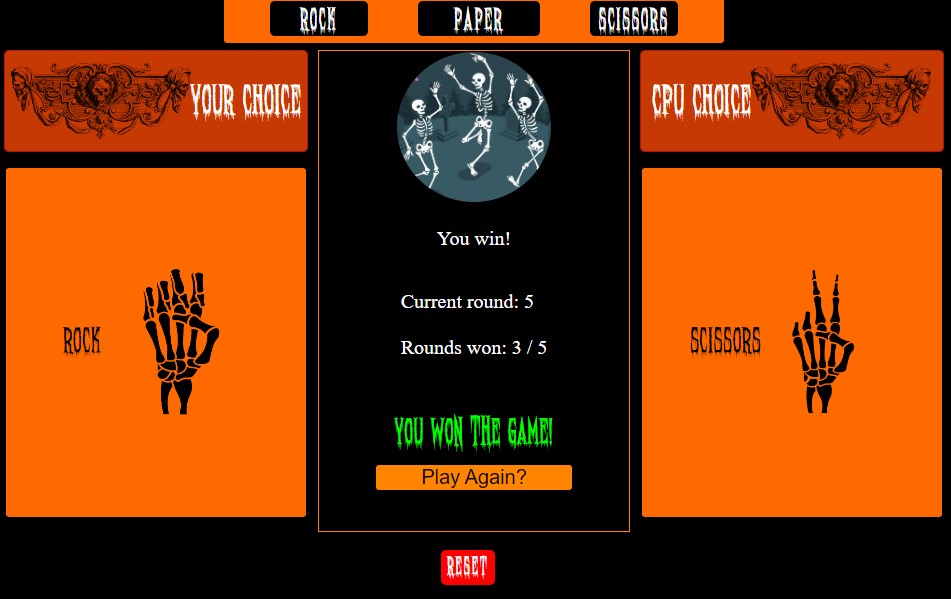 ROCK PAPER SCISSORS
YOUR CHOICE
CPU CHOICE
You win!
Current round: 5
Rounds won: 3 / 5
ROCK
SCISSORS
YOU WON THE GAME!
Play Again?
RESET